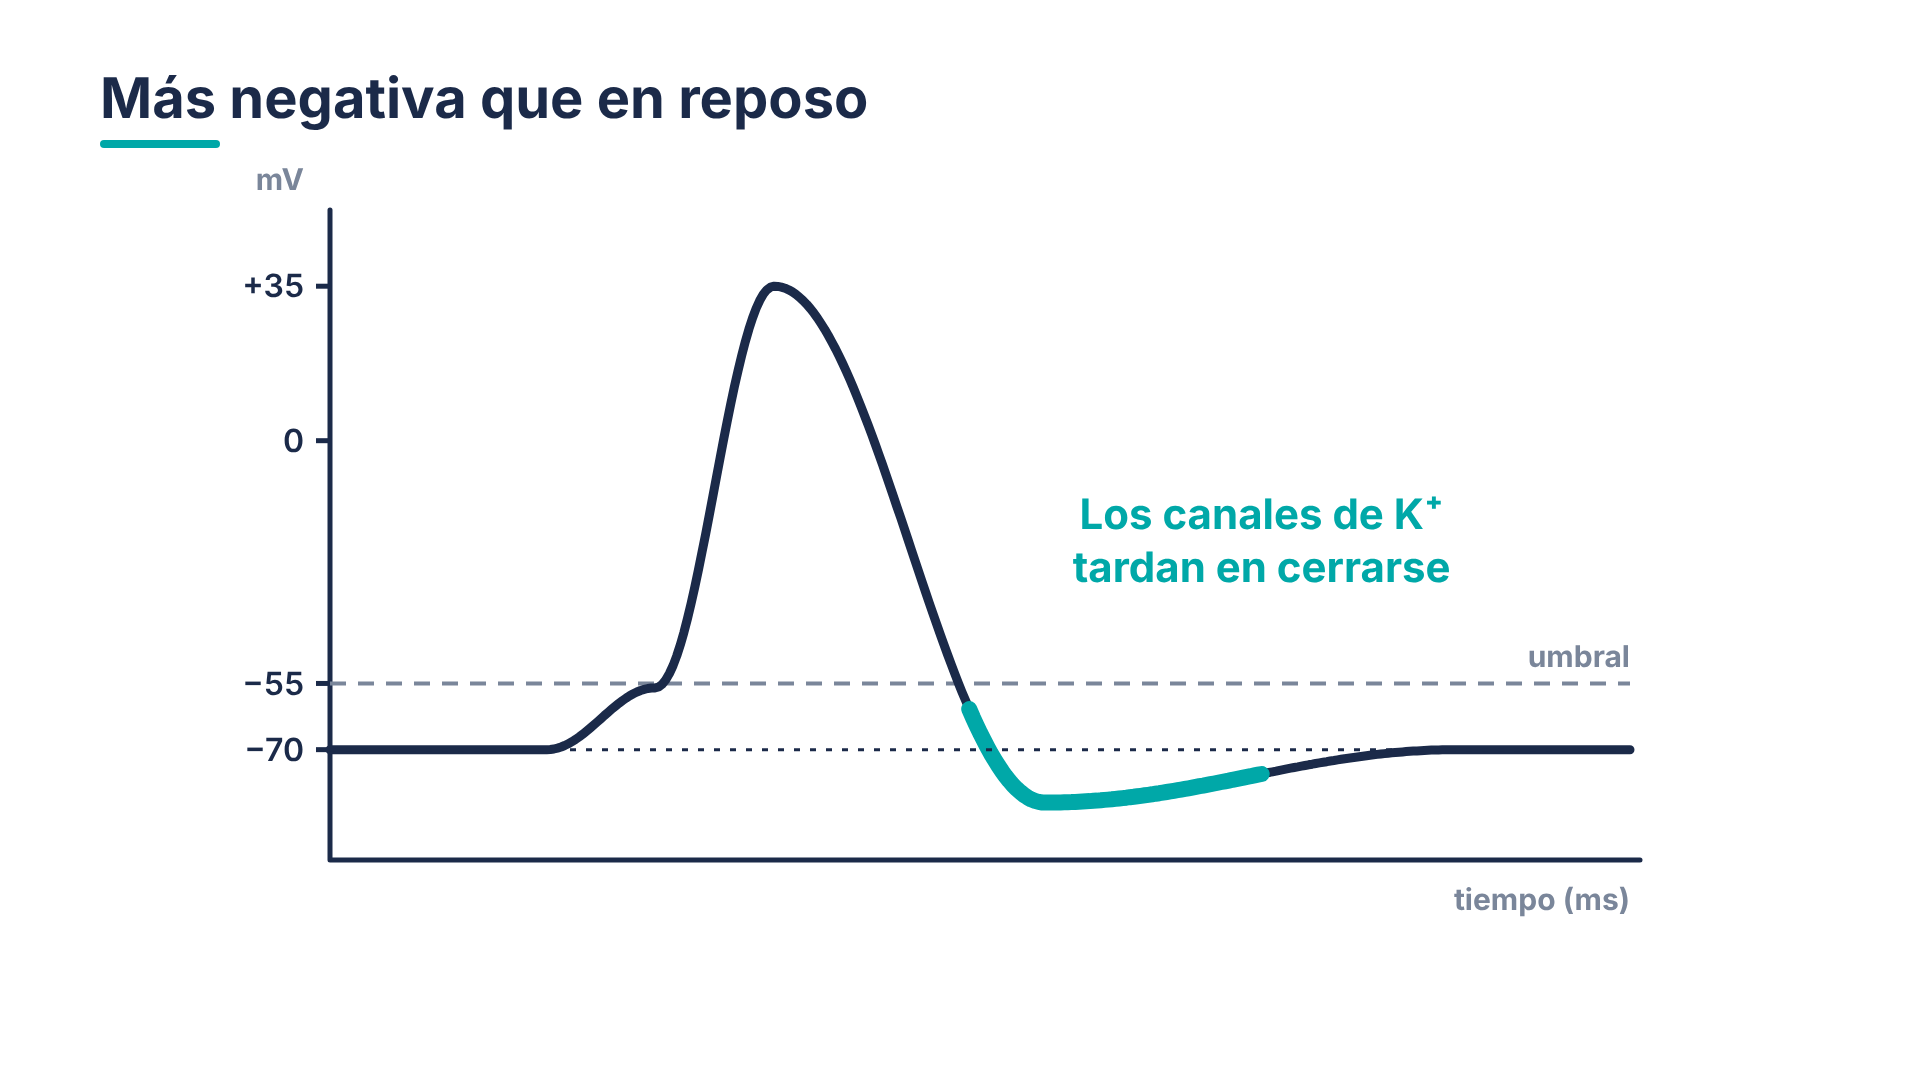 Más negativa que en reposo
mV
+35
0
Los canales de K⁺
tardan en cerrarse
umbral
−55
−70
tiempo (ms)